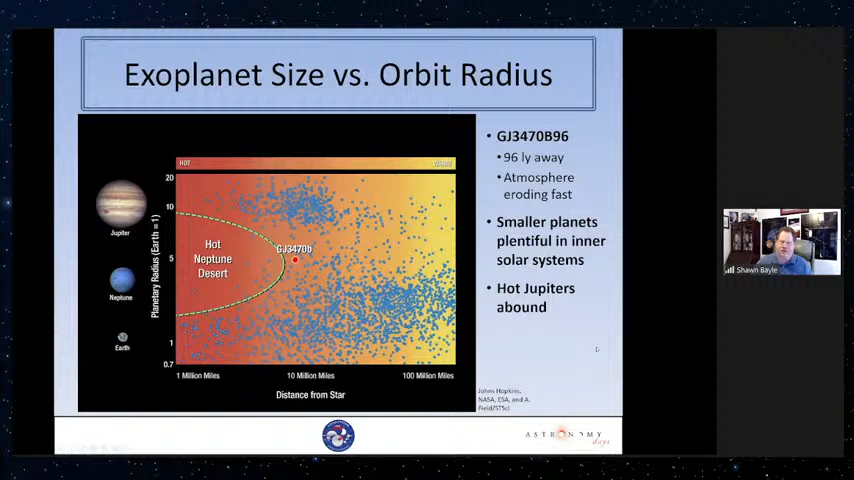 Exoplanet Size vs. Orbit Radius
HOT
20
10
5
1
0.7
Planetary Radius (Earth = 1)
Jupiter
Neptune
Earth
Hot
Neptune
Desert
GJ3470b
1 Million Miles
10 Million Miles
100 Million Miles
Distance from Star
• GJ3470B96
• 96 ly away
• Atmosphere
eroding fast
• Smaller planets
plentiful in inner
solar systems
• Hot Jupiters
abound
Johns Hopkins,
NASA, ESA, and A.
Field/STScI
ASTRONOMY
days
Shawn Bayle